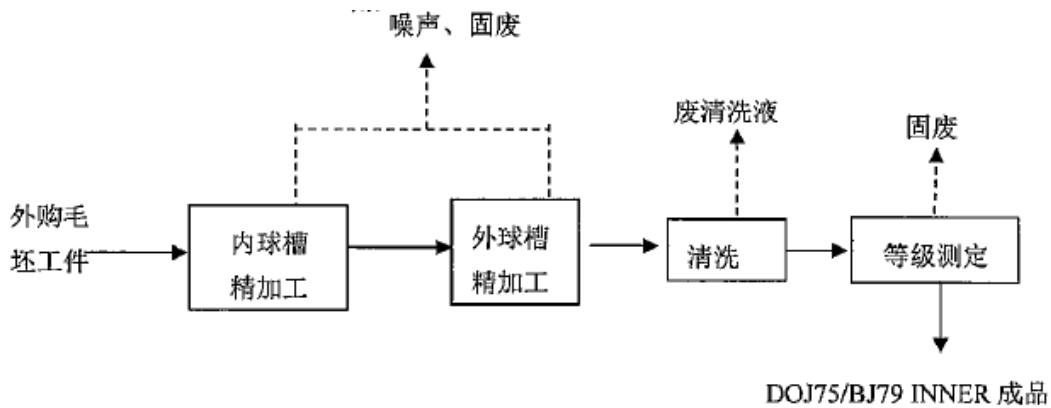 噪声、固废
废清洗液
固废
外购毛
坯工件
内球槽
精加工
外球槽
精加工
清洗
等级测定
DOJ75/BJ79 INNER 成品